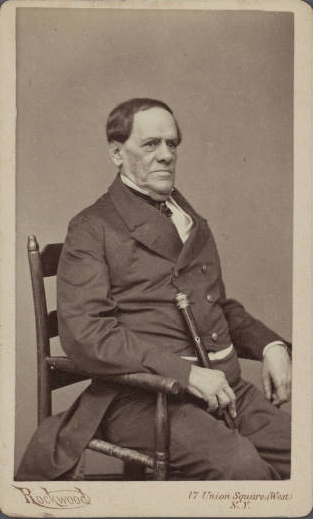 Rockwood
17 Union Square (West)
N.Y.